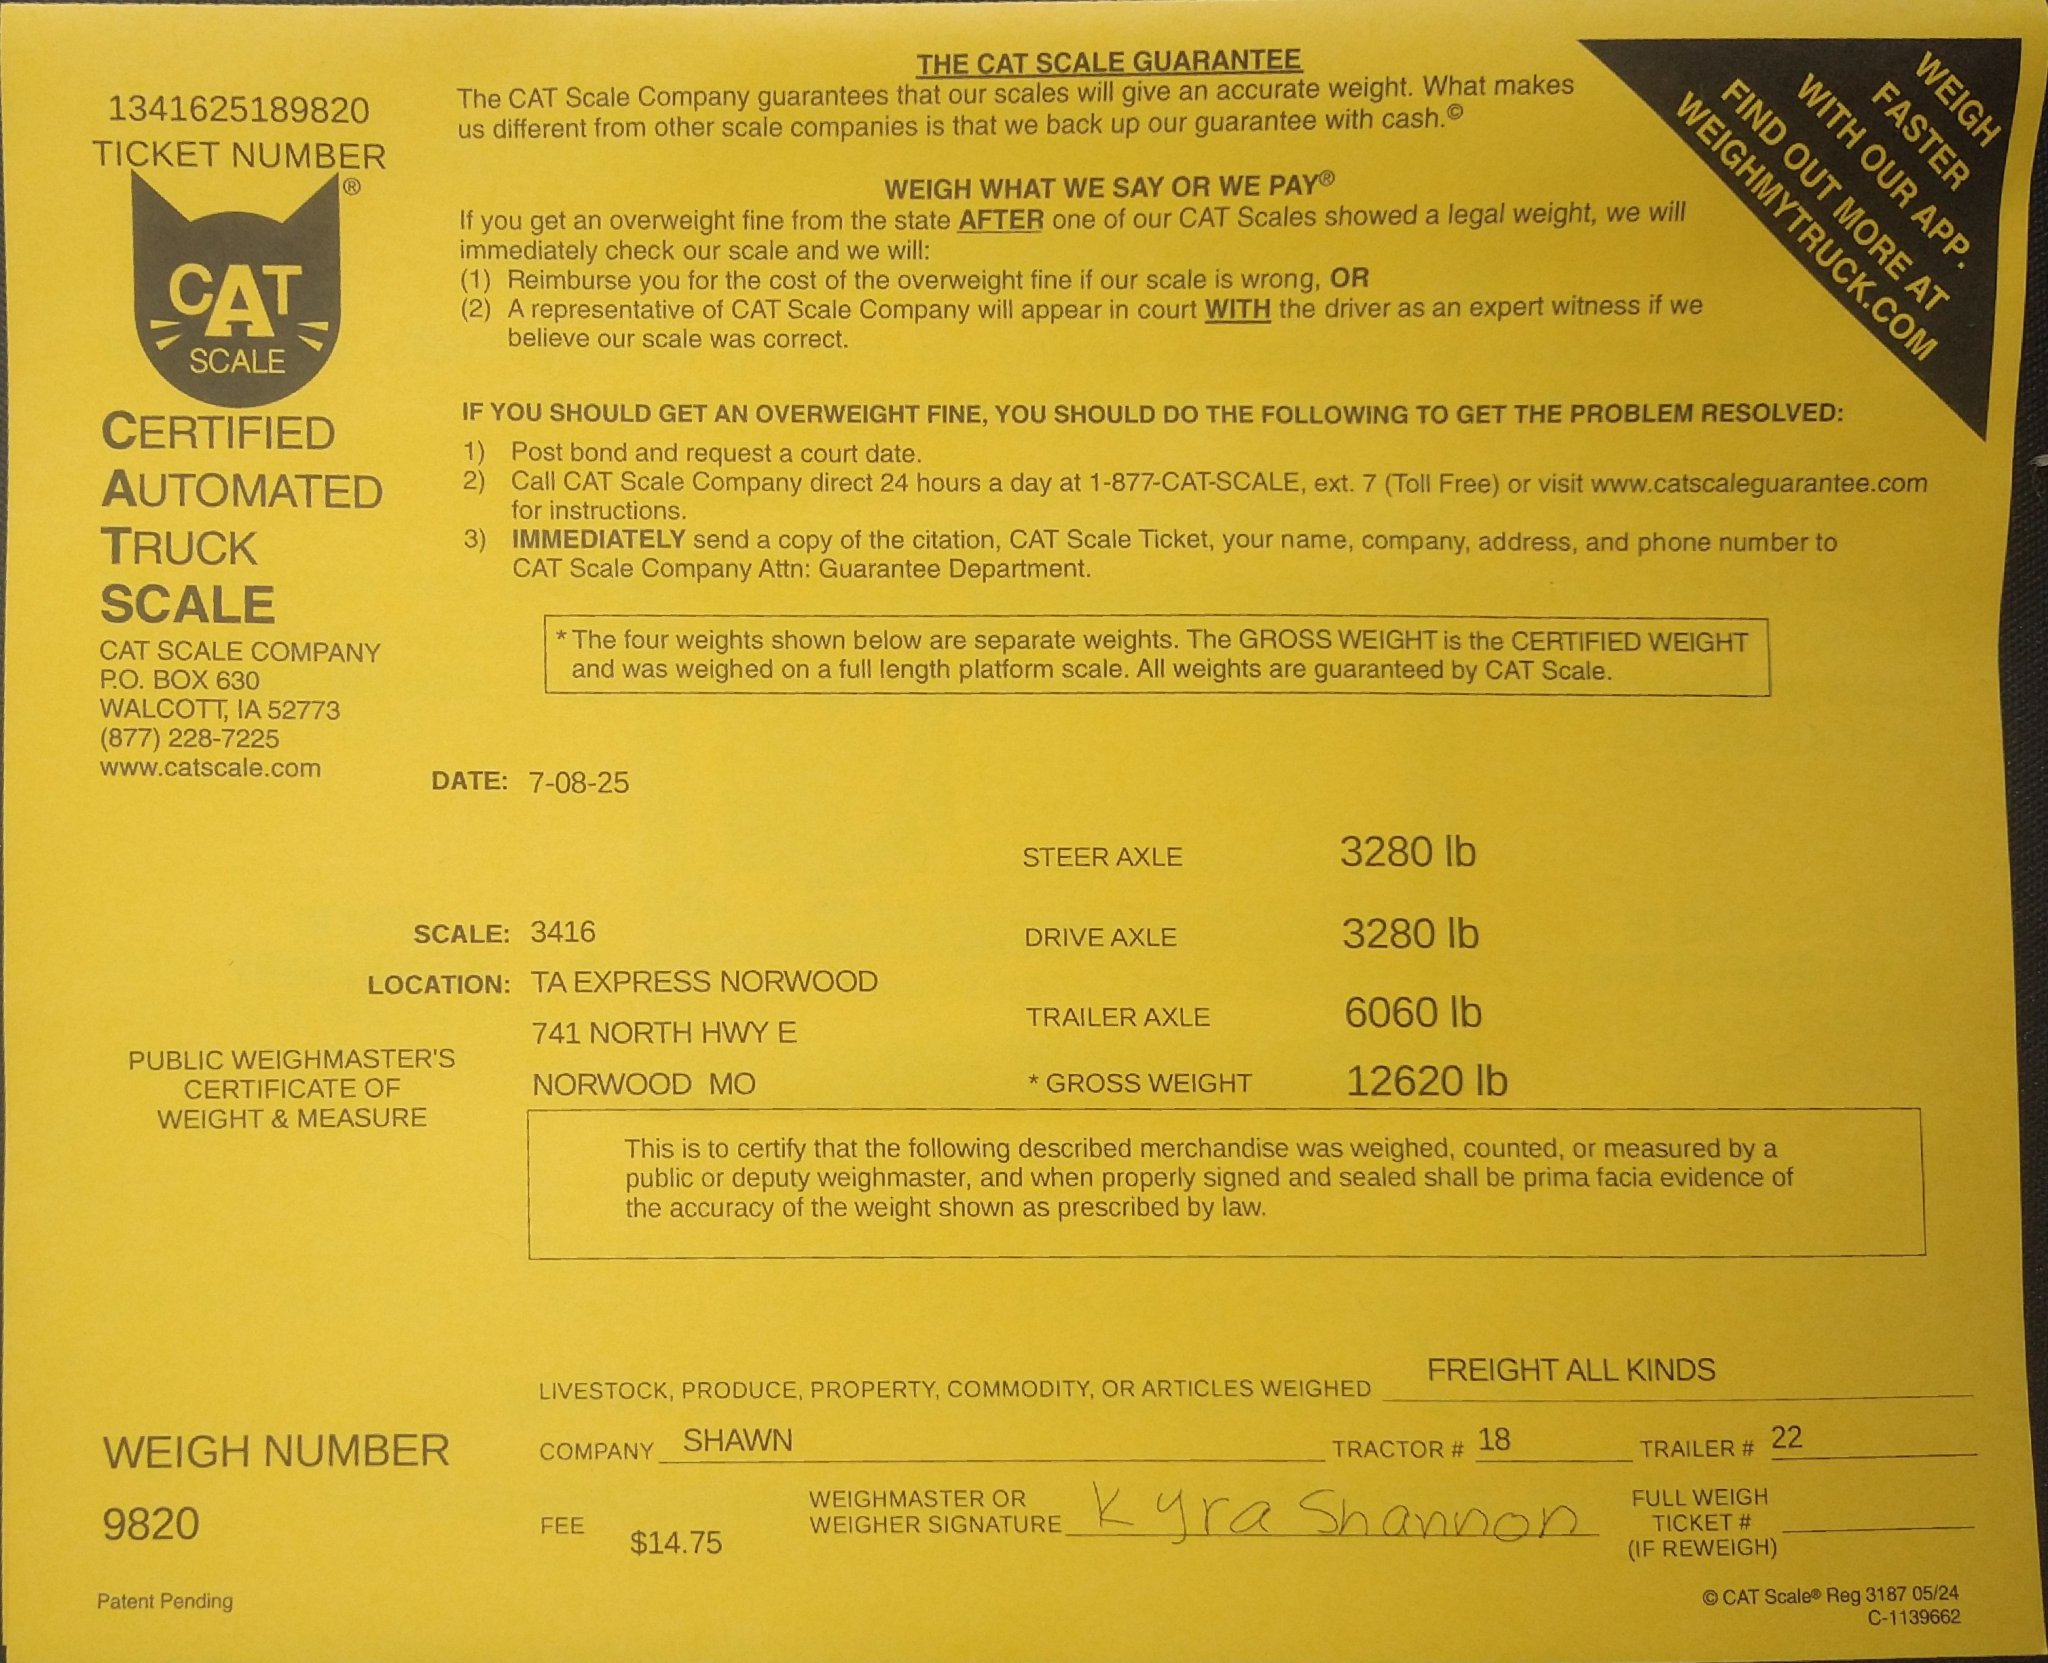 1341625189820
TICKET NUMBER
®
CAT
SCALE
CERTIFIED
AUTOMATED
TRUCK
SCALE
CAT SCALE COMPANY
P.O. BOX 630
WALCOTT, IA 52773
(877) 228-7225
www.catscale.com
THE CAT SCALE GUARANTEE
The CAT Scale Company guarantees that our scales will give an accurate weight. What makes
us different from other scale companies is that we back up our guarantee with cash.©
WEIGH WHAT WE SAY OR WE PAY®
If you get an overweight fine from the state AFTER one of our CAT Scales showed a legal weight, we will
immediately check our scale and we will:
(1) Reimburse you for the cost of the overweight fine if our scale is wrong, OR
(2) A representative of CAT Scale Company will appear in court WITH the driver as an expert witness if we
believe our scale was correct.
WEIGH
FASTER
WITH OUR APP.
FIND OUT MORE AT
WEIGHMYTRUCK.COM
IF YOU SHOULD GET AN OVERWEIGHT FINE, YOU SHOULD DO THE FOLLOWING TO GET THE PROBLEM RESOLVED:
1) Post bond and request a court date.
2) Call CAT Scale Company direct 24 hours a day at 1-877-CAT-SCALE, ext. 7 (Toll Free) or visit www.catscaleguarantee.com
for instructions.
3) IMMEDIATELY send a copy of the citation, CAT Scale Ticket, your name, company, address, and phone number to
CAT Scale Company Attn: Guarantee Department.
* The four weights shown below are separate weights. The GROSS WEIGHT is the CERTIFIED WEIGHT
and was weighed on a full length platform scale. All weights are guaranteed by CAT Scale.
DATE: 7-08-25
STEER AXLE 3280 lb
SCALE: 3416
DRIVE AXLE 3280 lb
LOCATION: TA EXPRESS NORWOOD
TRAILER AXLE 6060 lb
741 NORTH HWY E
NORWOOD MO
* GROSS WEIGHT 12620 lb
PUBLIC WEIGHMASTER'S
CERTIFICATE OF
WEIGHT & MEASURE
This is to certify that the following described merchandise was weighed, counted, or measured by a
public or deputy weighmaster, and when properly signed and sealed shall be prima facia evidence of
the accuracy of the weight shown as prescribed by law.
LIVESTOCK, PRODUCE, PROPERTY, COMMODITY, OR ARTICLES WEIGHED FREIGHT ALL KINDS
WEIGH NUMBER
9820
COMPANY SHAWN TRACTOR # 18 TRAILER # 22
FEE $14.75
WEIGHMASTER OR
WEIGHER SIGNATURE Kyra Shannon
FULL WEIGH
TICKET #
(IF REWEIGH)
Patent Pending
© CAT Scale® Reg 3187 05/24
C-1139662